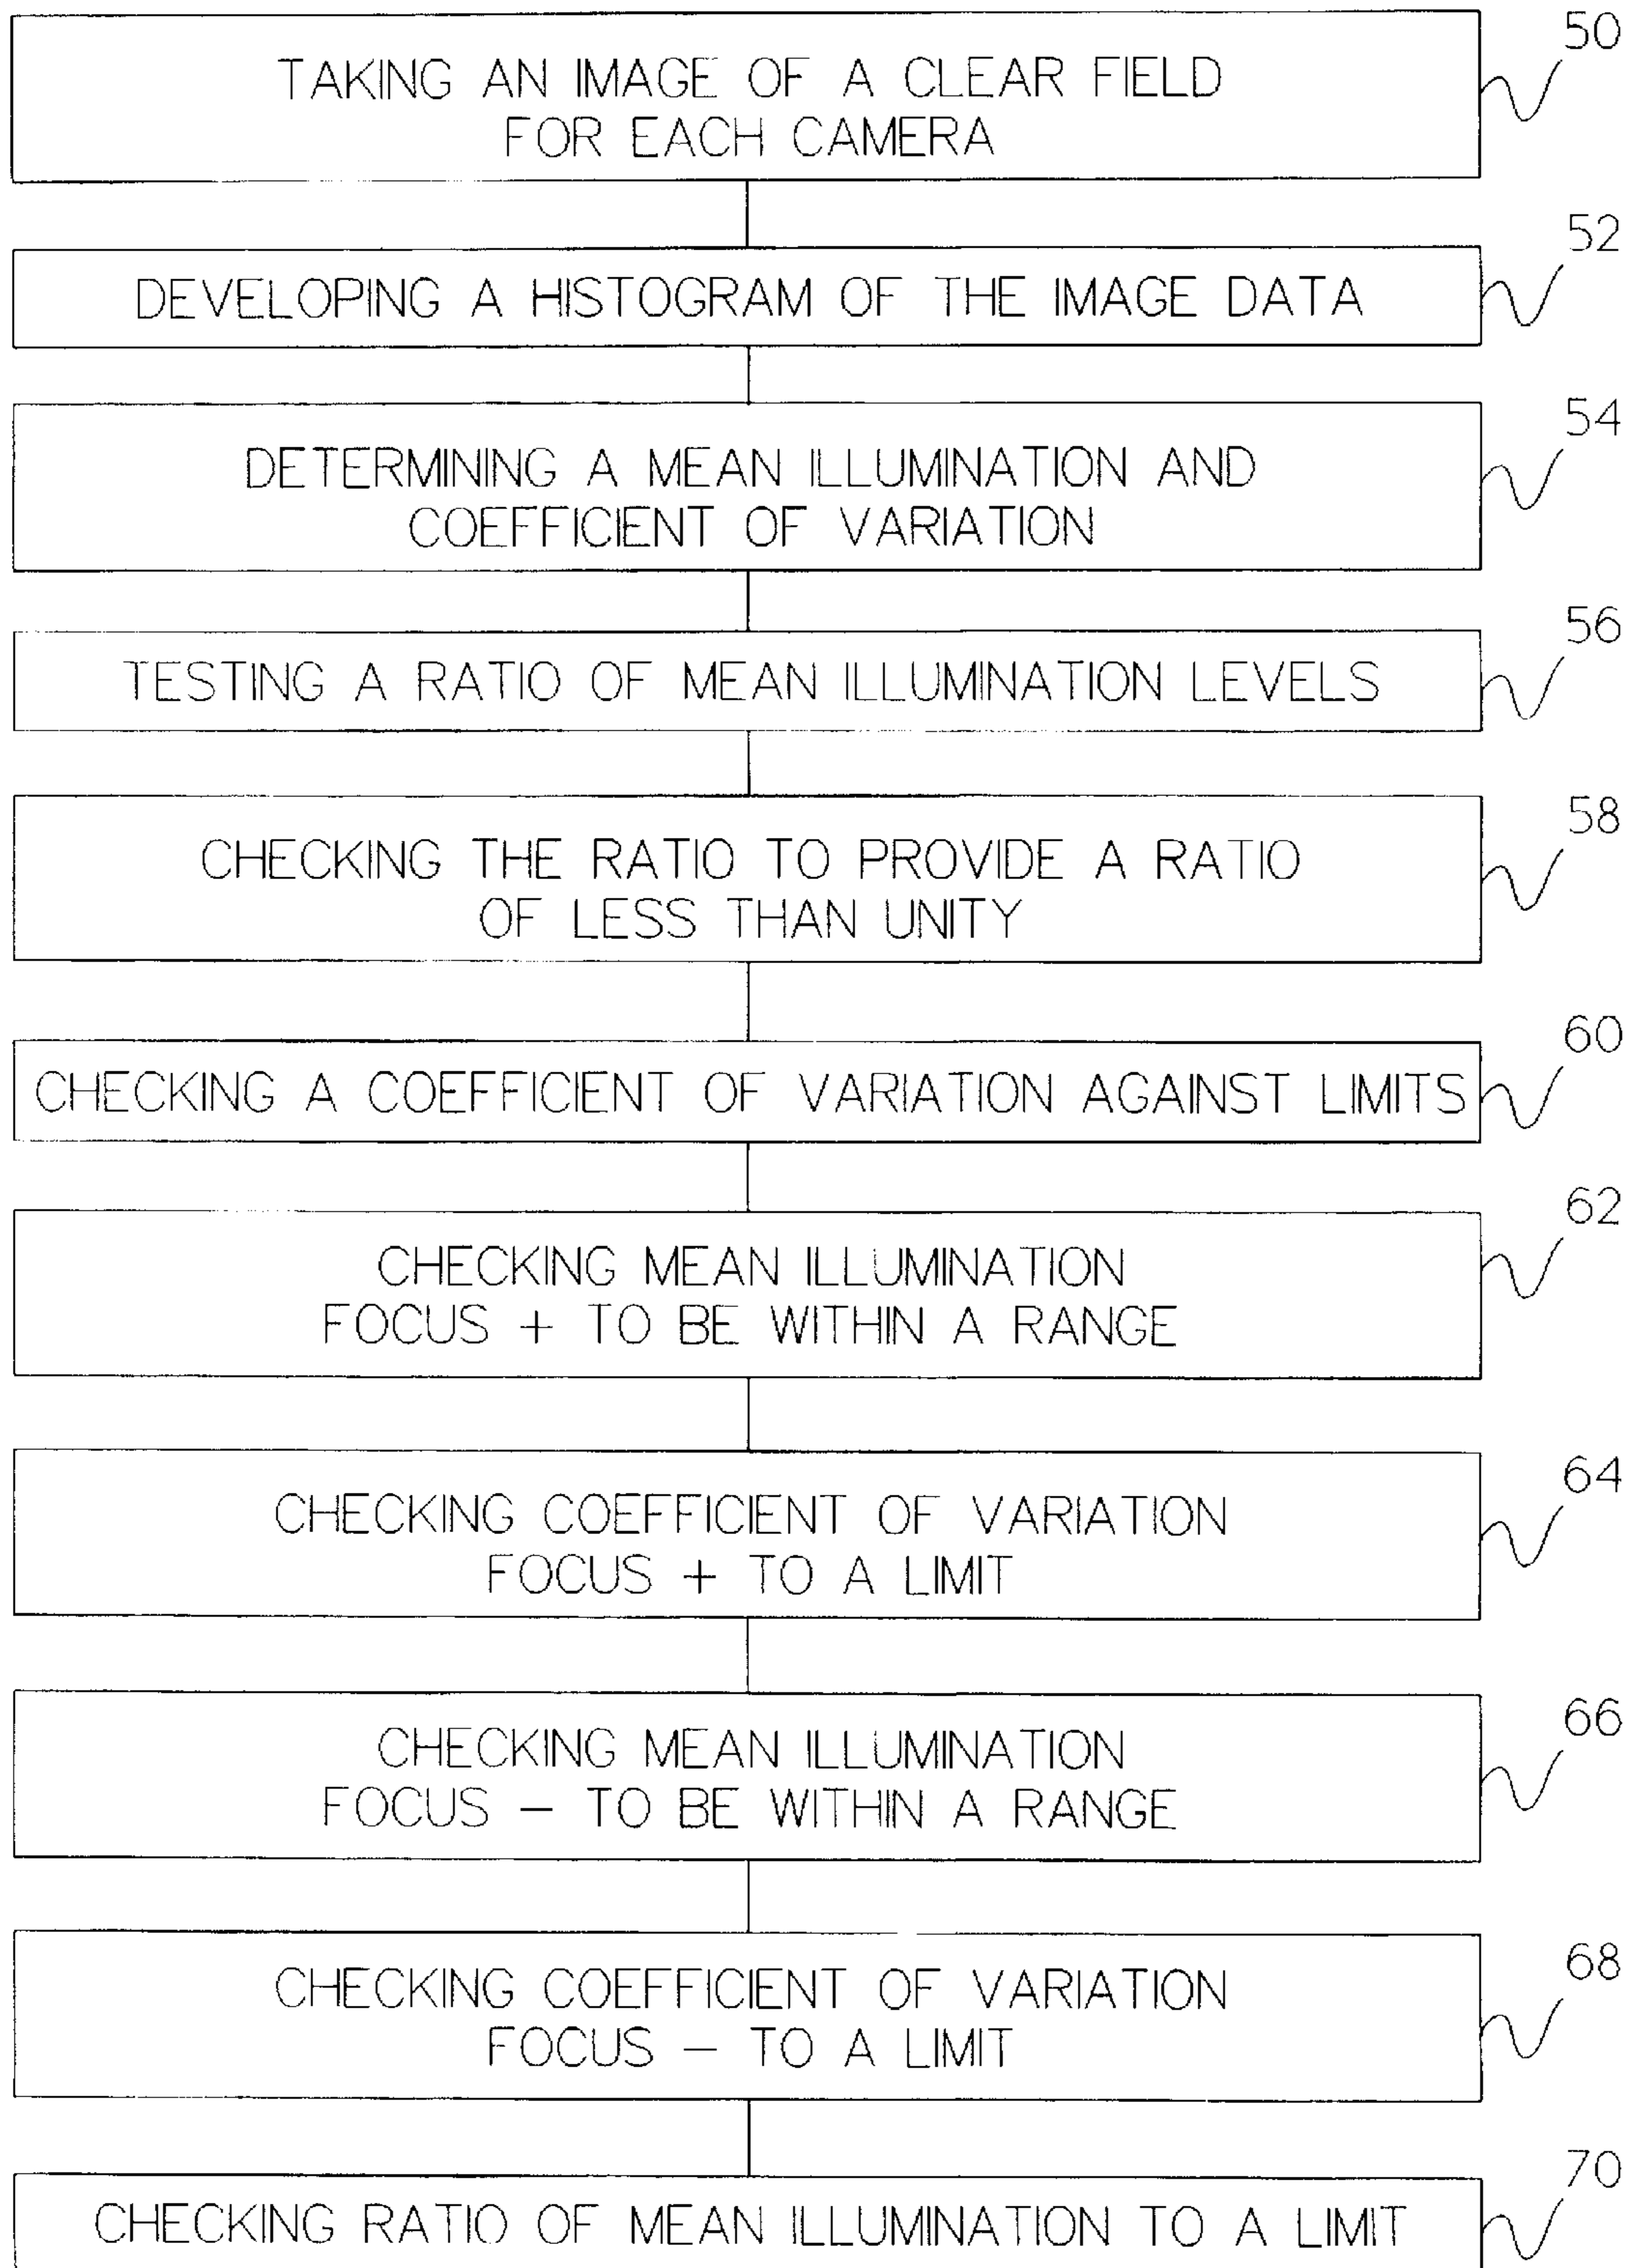 50
TAKING AN IMAGE OF A CLEAR FIELD
FOR EACH CAMERA
52
DEVELOPING A HISTOGRAM OF THE IMAGE DATA
54
DETERMINING A MEAN ILLUMINATION AND
COEFFICIENT OF VARIATION
56
TESTING A RATIO OF MEAN ILLUMINATION LEVELS
58
CHECKING THE RATIO TO PROVIDE A RATIO
OF LESS THAN UNITY
60
CHECKING A COEFFICIENT OF VARIATION AGAINST LIMITS
62
CHECKING MEAN ILLUMINATION
FOCUS + TO BE WITHIN A RANGE
64
CHECKING COEFFICIENT OF VARIATION
FOCUS + TO A LIMIT
66
CHECKING MEAN ILLUMINATION
FOCUS − TO BE WITHIN A RANGE
68
CHECKING COEFFICIENT OF VARIATION
FOCUS − TO A LIMIT
70
CHECKING RATIO OF MEAN ILLUMINATION TO A LIMIT